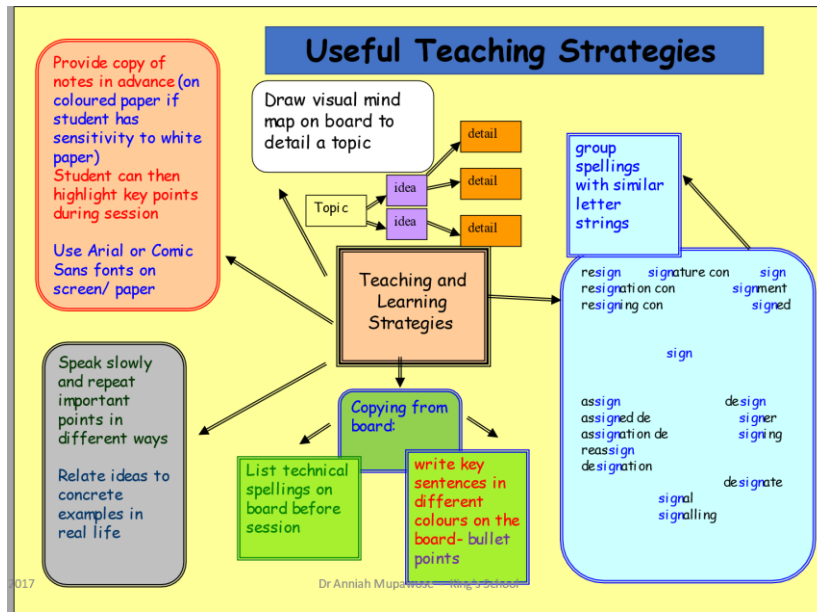 Useful Teaching Strategies
Provide copy of
notes in advance (on
coloured paper if
student has
sensitivity to white
paper)
Student can then
highlight key points
during session
Use Arial or Comic
Sans fonts on
screen/ paper
Draw visual mind
map on board to
detail a topic
Topic
idea
idea
detail
detail
detail
group
spellings
with similar
letter
strings
Teaching and
Learning
Strategies
resign signature con sign
resignation con signment
resigning con signed
sign
assign design
assigned de signer
assignation de signing
reassign
designation
designate
signal
signalling
Speak slowly
and repeat
important
points in
different ways
Relate ideas to
concrete
examples in
real life
Copying from
board:
List technical
spellings on
board before
session
write key
sentences in
different
colours on the
board- bullet
points
2017
Dr Anniah Mupawose King's School